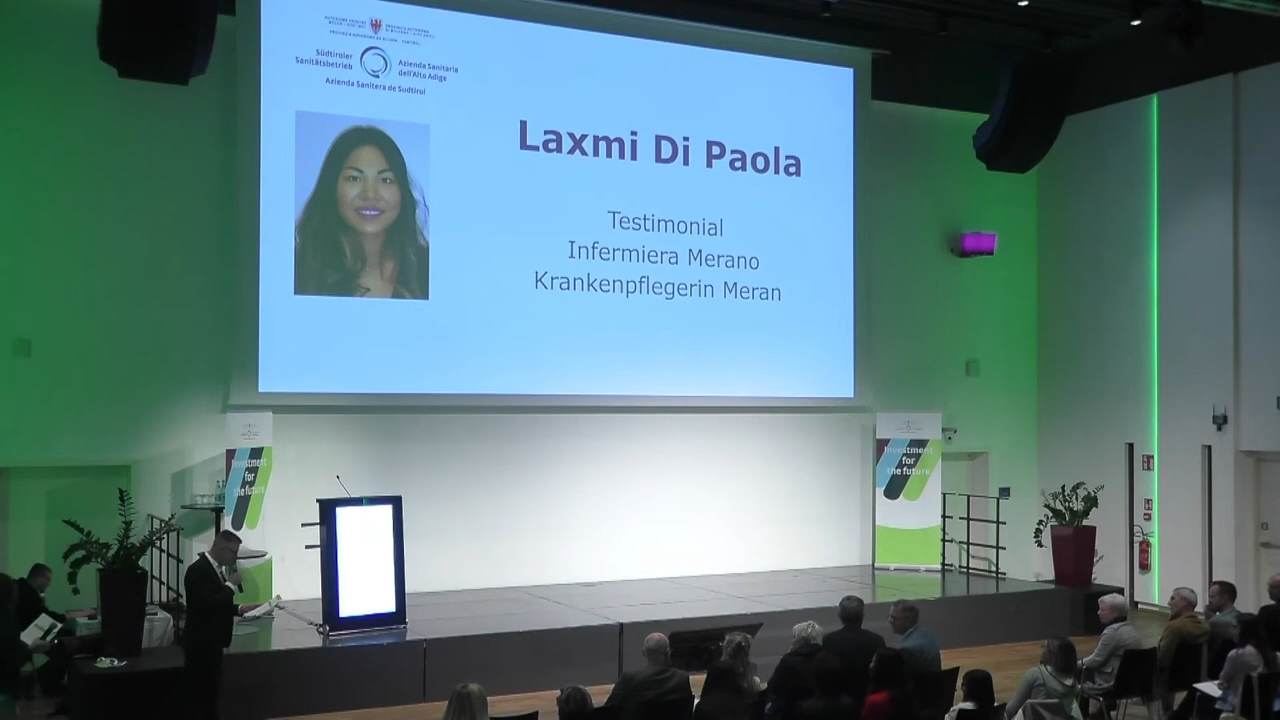 Südtiroler
Sanitätsbetrieb
Azienda Sanitaria
dell'Alto Adige
Azienda Sanitera de Sudtirol
Laxmi Di Paola
Testimonial
Infermiera Merano
Krankenpflegerin Meran
Investment
for
the future
Investment
for
the future